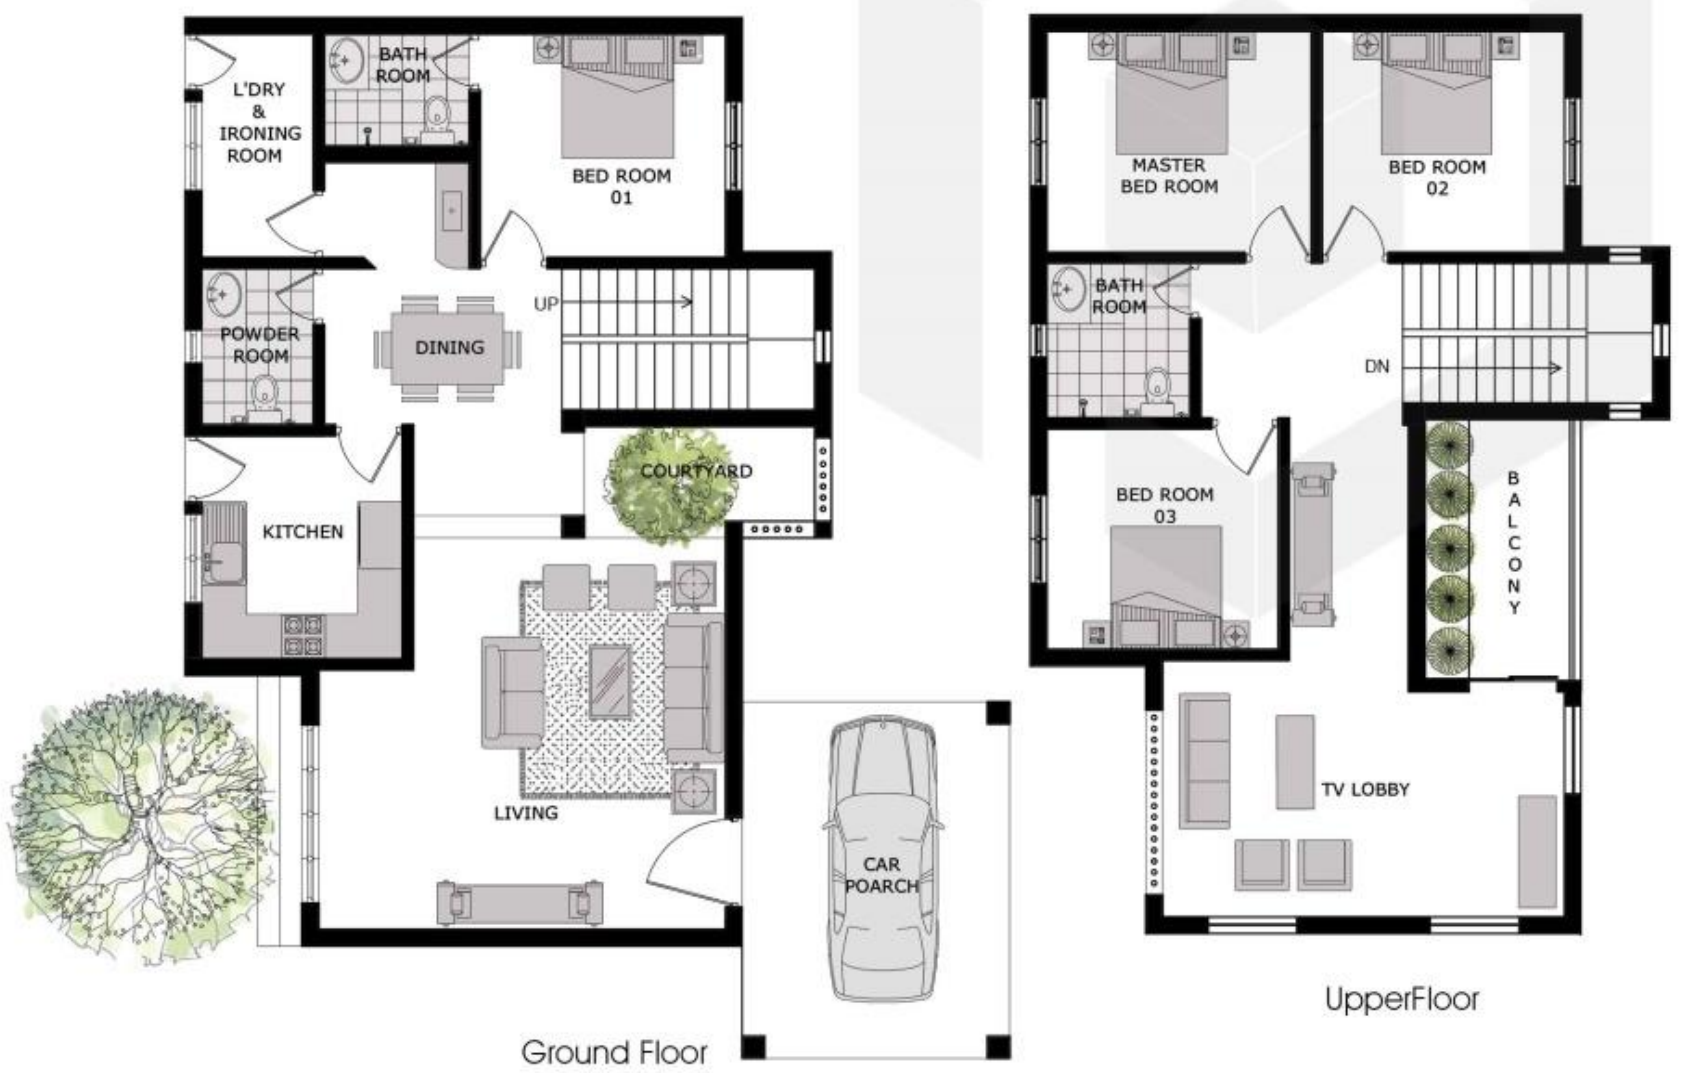 L'DRY
&
IRONING
ROOM
BATH
ROOM
BED ROOM
01
POWDER
ROOM
DINING
UP
COURTYARD
KITCHEN
LIVING
CAR
POARCH
Ground Floor
MASTER
BED ROOM
BED ROOM
02
BATH
ROOM
DN
BED ROOM
03
B
A
L
C
O
N
Y
TV LOBBY
UpperFloor